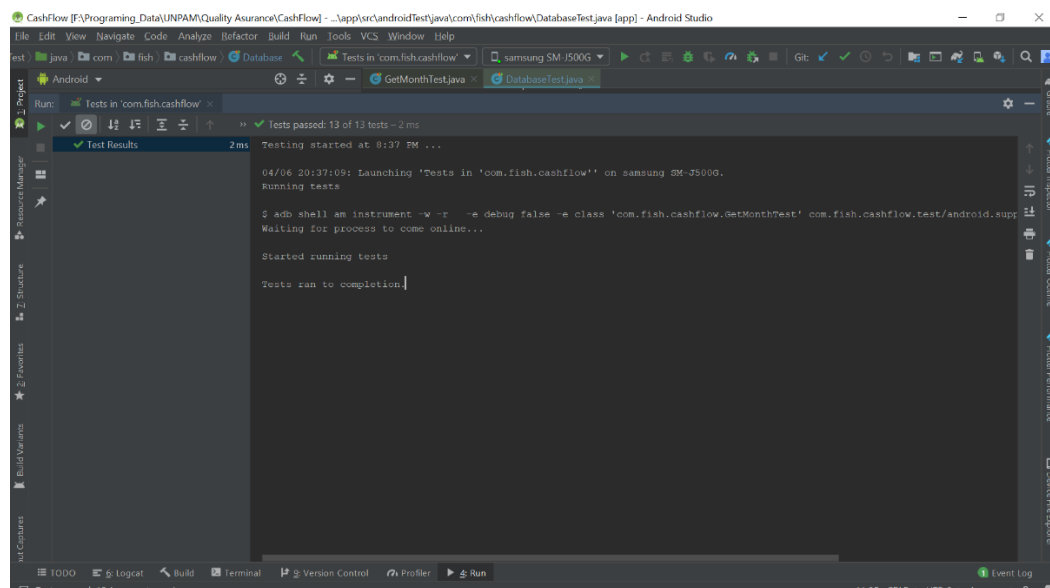 CashFlow [F:\Programing_Data\UNPAM\Quality Asurance\CashFlow] - ...\app\src\androidTest\java\com\fish\cashflow\DatabaseTest.java [app] - Android Studio
File Edit View Navigate Code Analyze Refactor Build Run Tools VCS Window Help
java com fish cashflow Database Tests in 'com.fish.cashflow' samsung SM-J500G Git:
1: Project
Android GetMonthTest.java DatabaseTest.java
Run: Tests in 'com.fish.cashflow'
» Tests passed: 13 of 13 tests – 2 ms
Test Results 2 ms
Testing started at 8:37 PM ...
04/06 20:37:09: Launching 'Tests in 'com.fish.cashflow'' on samsung SM-J500G.
Running tests
$ adb shell am instrument -w -r -e debug false -e class 'com.fish.cashflow.GetMonthTest' com.fish.cashflow.test/android.supp
Waiting for process to come online...
Started running tests
Tests ran to completion.
Resource Manager
Z: Structure
2: Favorites
Build Variants
Captures
TODO 6: Logcat Build Terminal 9: Version Control Profiler 4: Run 1 Event Log